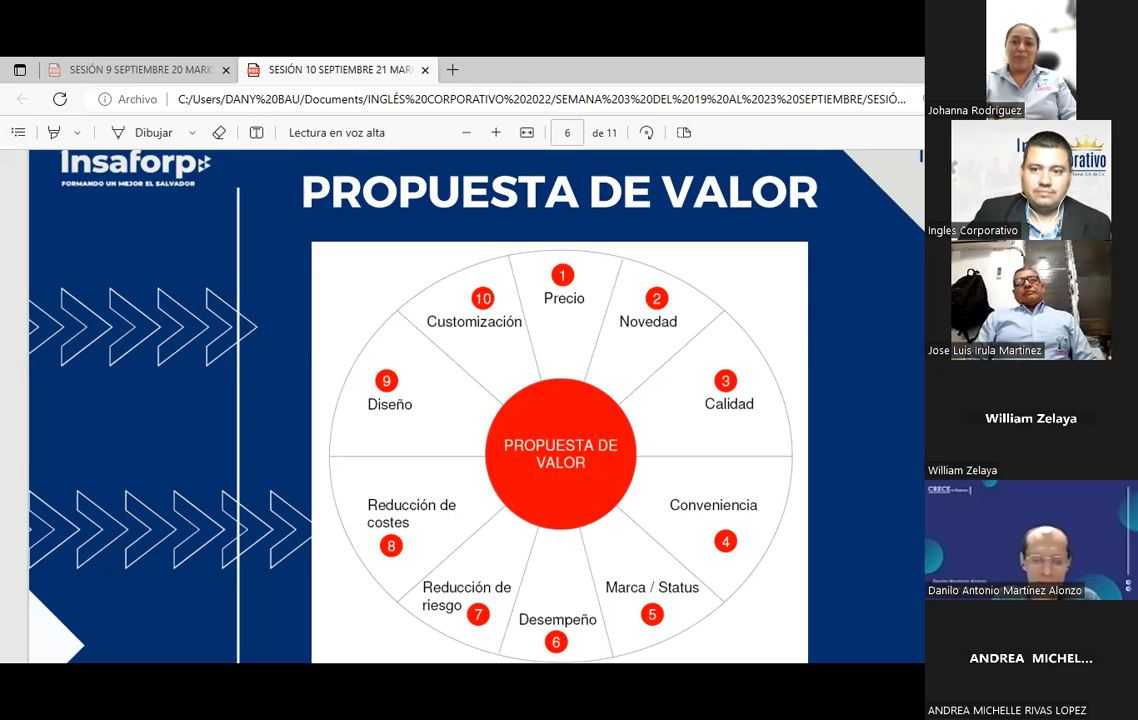 SESIÓN 9 SEPTIEMBRE 20 MARK
SESIÓN 10 SEPTIEMBRE 21 MAR
Archivo
C:/Users/DANY%20BAU/Documents/INGLÉS%20CORPORATIVO%202022/SEMANA%203%20DEL%2019%20AL%2023%20SEPTIEMBRE/SESIÓ...
Dibujar
Lectura en voz alta
6
de 11
Insaforp
FORMANDO UN MEJOR EL SALVADOR
PROPUESTA DE VALOR
1
Precio
2
Novedad
3
Calidad
Conveniencia
4
Marca / Status
5
Desempeño
6
Reducción de
riesgo
7
Reducción de
costes
8
9
Diseño
10
Customización
PROPUESTA DE
VALOR
Johanna Rodriguez
Ingles Corporativo
Jose Luis Irula Martinez
William Zelaya
William Zelaya
CRECE
Danilo Antonio Martínez Alonzo
ANDREA MICHEL...
ANDREA MICHELLE RIVAS LOPEZ